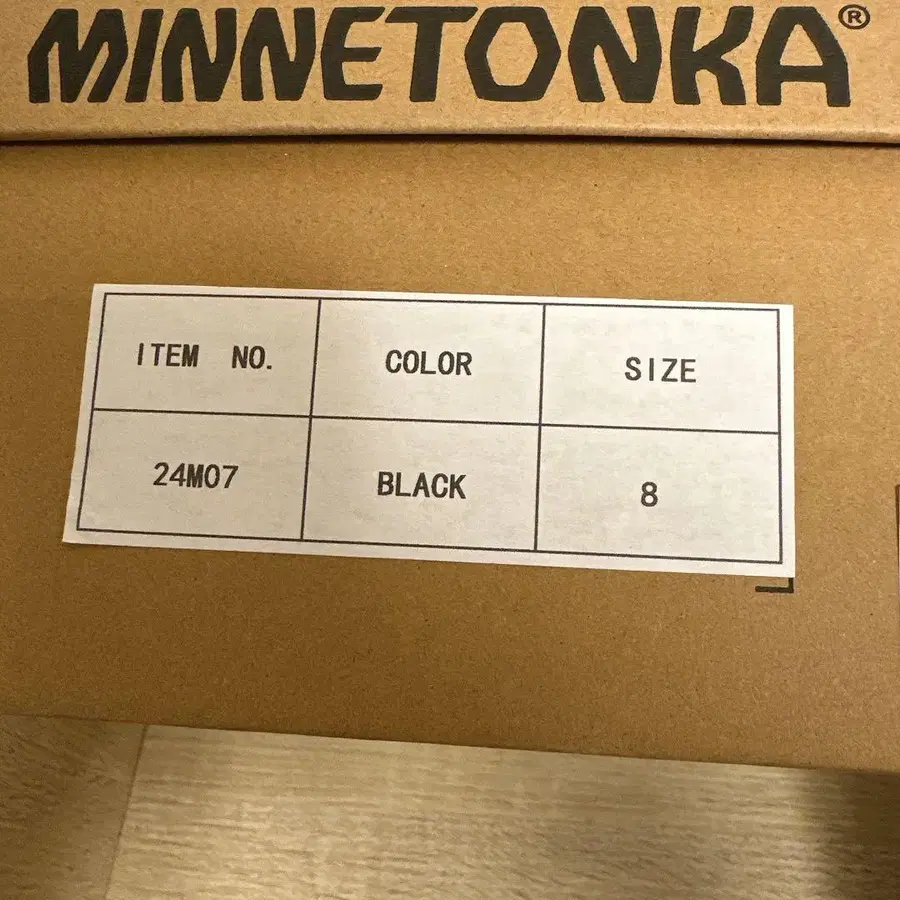 MINNETONKA®
ITEM NO. COLOR SIZE
24M07 BLACK 8